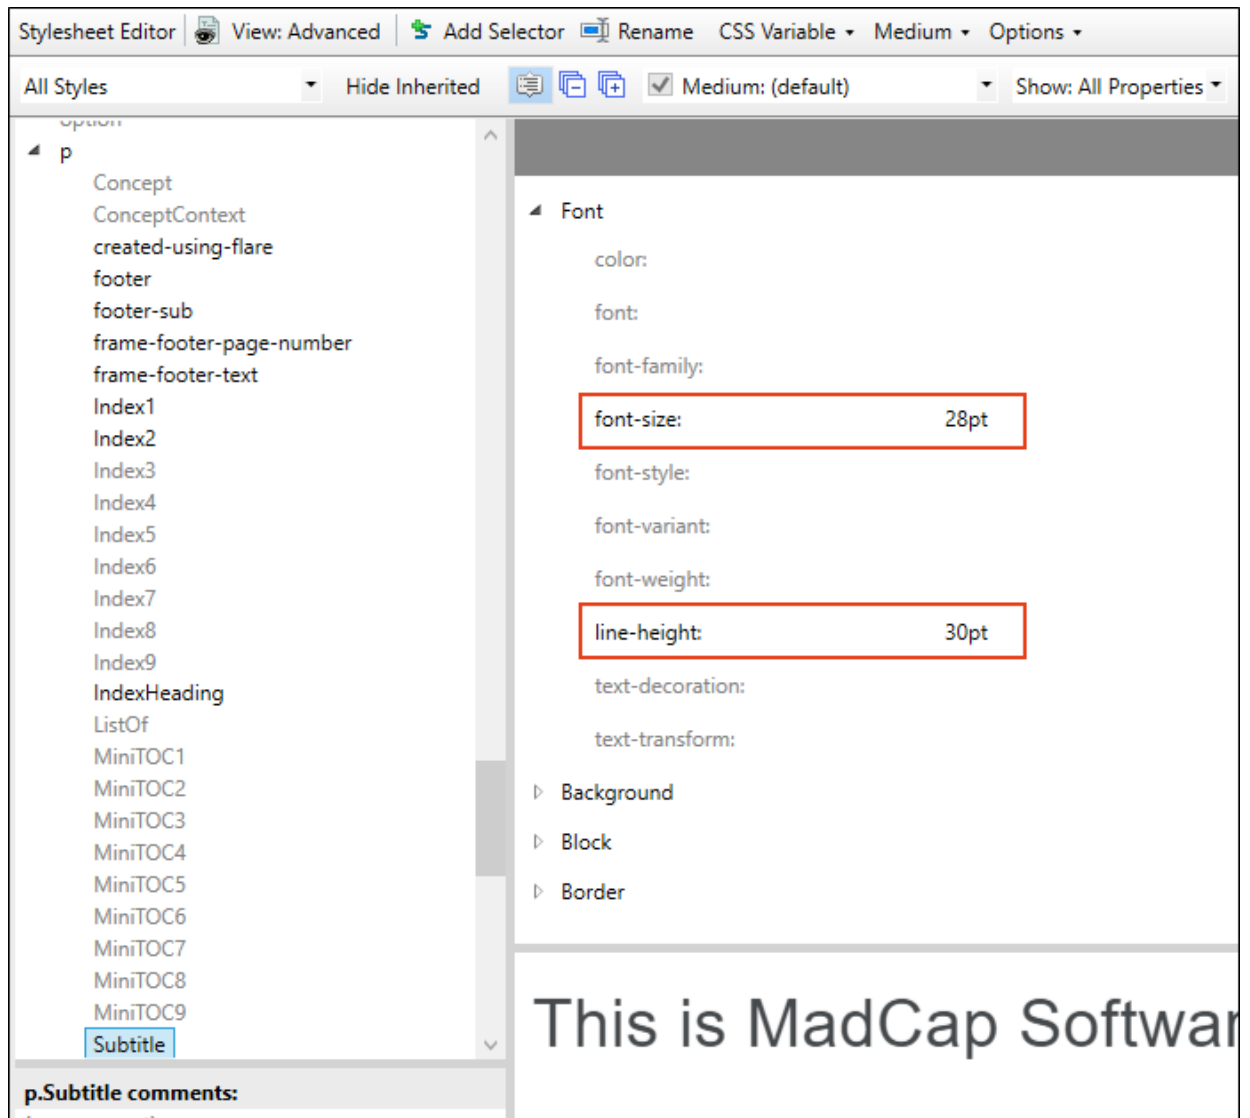 Stylesheet Editor View: Advanced Add Selector Rename CSS Variable Medium Options
All Styles Hide Inherited Medium: (default) Show: All Properties
option
p
Concept
ConceptContext
created-using-flare
footer
footer-sub
frame-footer-page-number
frame-footer-text
Index1
Index2
Index3
Index4
Index5
Index6
Index7
Index8
Index9
IndexHeading
ListOf
MiniTOC1
MiniTOC2
MiniTOC3
MiniTOC4
MiniTOC5
MiniTOC6
MiniTOC7
MiniTOC8
MiniTOC9
Subtitle
p.Subtitle comments:
Font
color:
font:
font-family:
font-size: 28pt
font-style:
font-variant:
font-weight:
line-height: 30pt
text-decoration:
text-transform:
Background
Block
Border
This is MadCap Softwar